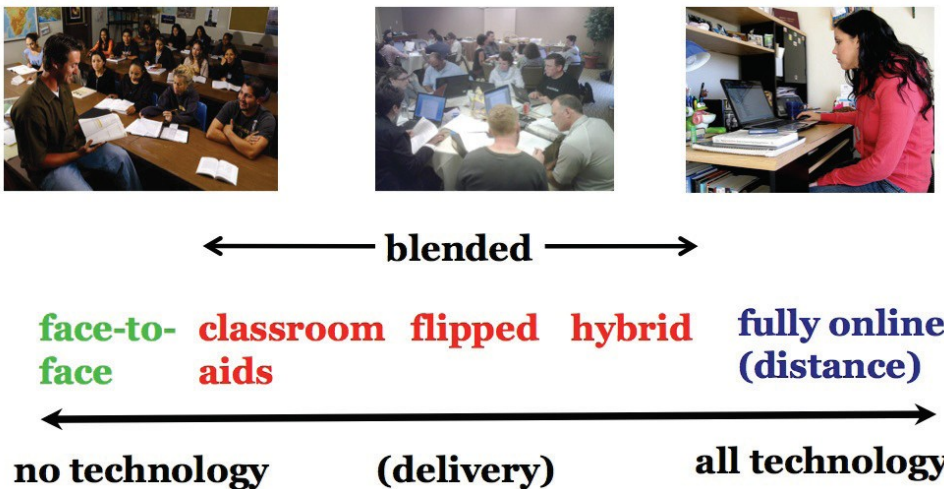 blended
face-to-face
classroom aids
flipped
hybrid
fully online
(distance)
no technology
(delivery)
all technology